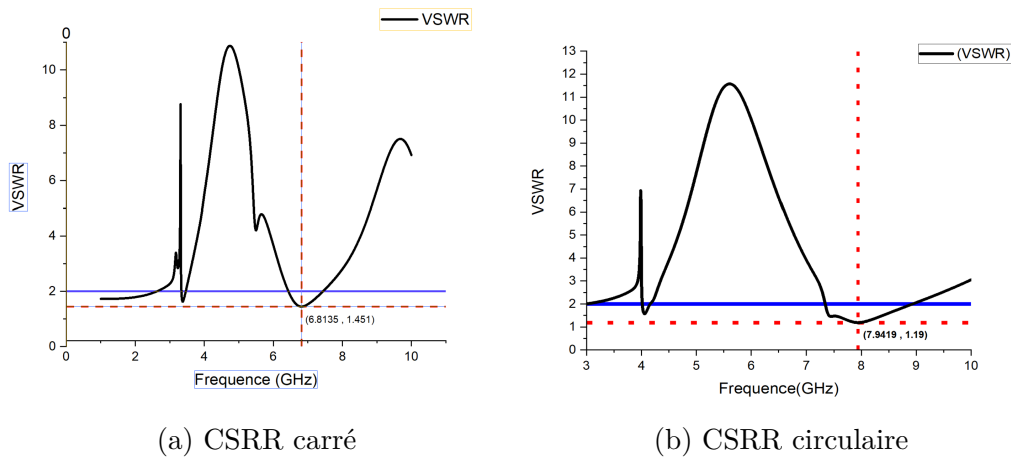 0
VSWR
10
8
6
4
2
0
VSWR
0 2 4 6 8 10
Frequence (GHz)
(6.8135 , 1.451)
(a) CSRR carré
(VSWR)
13
12
11
10
9
8
7
6
5
4
3
2
1
0
VSWR
3 4 5 6 7 8 9 10
Frequence(GHz)
(7.9419 , 1.19)
(b) CSRR circulaire